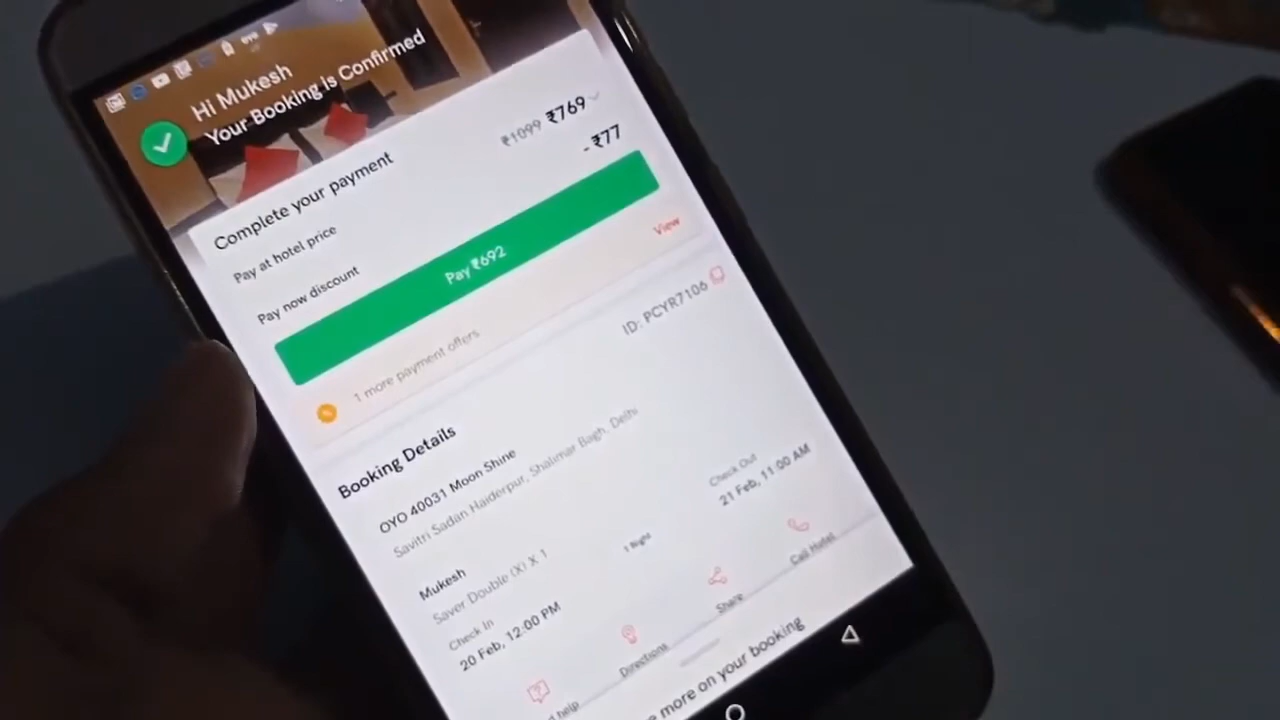 Hi Mukesh
Your Booking is Confirmed
Complete your payment
Pay at hotel price ₹1099 ₹769
Pay now discount - ₹77
Pay ₹692
1 more payment offers View
Booking Details ID: PCYR7106
OYO 40031 Moon Shine
Savitri Sadan Haiderpur, Shalimar Bagh, Delhi
Mukesh
Saver Double (X) X 1
Check In
20 Feb, 12:00 PM
1 Night
Check Out
21 Feb, 11:00 AM
help
Directions
Share
Call Hotel
more on your booking